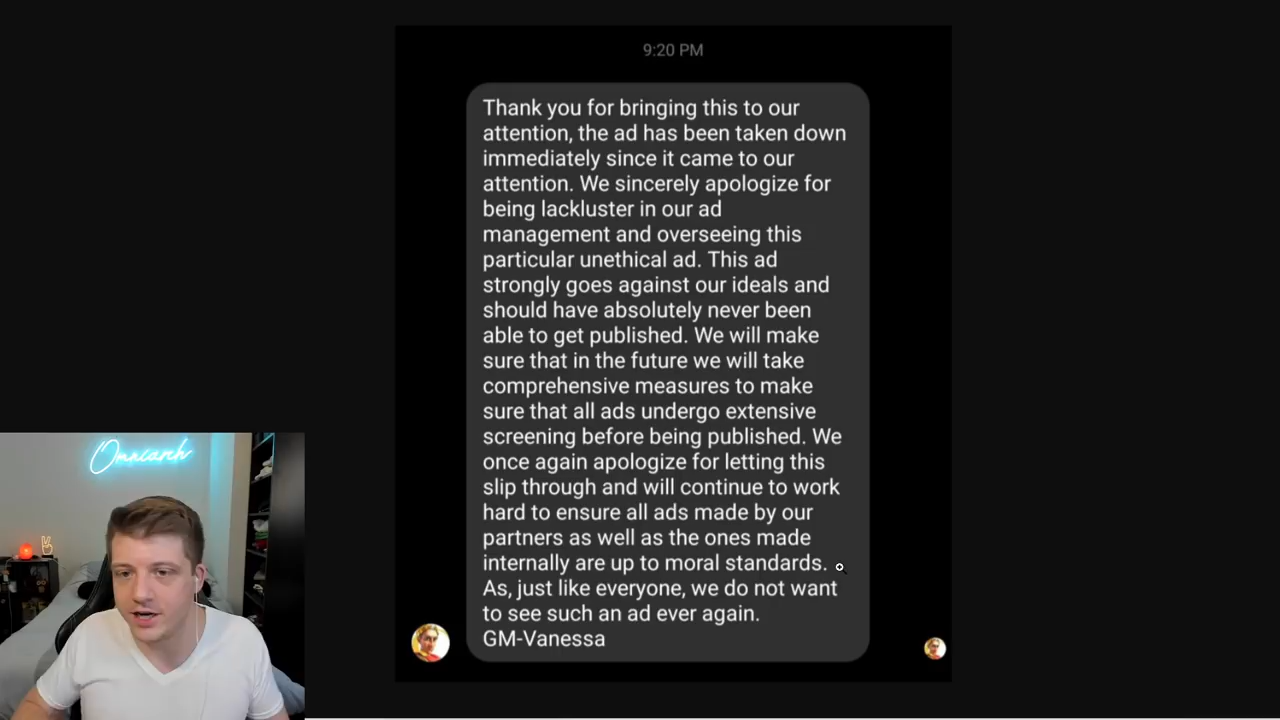 9:20 PM
Thank you for bringing this to our
attention, the ad has been taken down
immediately since it came to our
attention. We sincerely apologize for
being lackluster in our ad
management and overseeing this
particular unethical ad. This ad
strongly goes against our ideals and
should have absolutely never been
able to get published. We will make
sure that in the future we will take
comprehensive measures to make
sure that all ads undergo extensive
screening before being published. We
once again apologize for letting this
slip through and will continue to work
hard to ensure all ads made by our
partners as well as the ones made
internally are up to moral standards.
As, just like everyone, we do not want
to see such an ad ever again.
GM-Vanessa
Omniarch